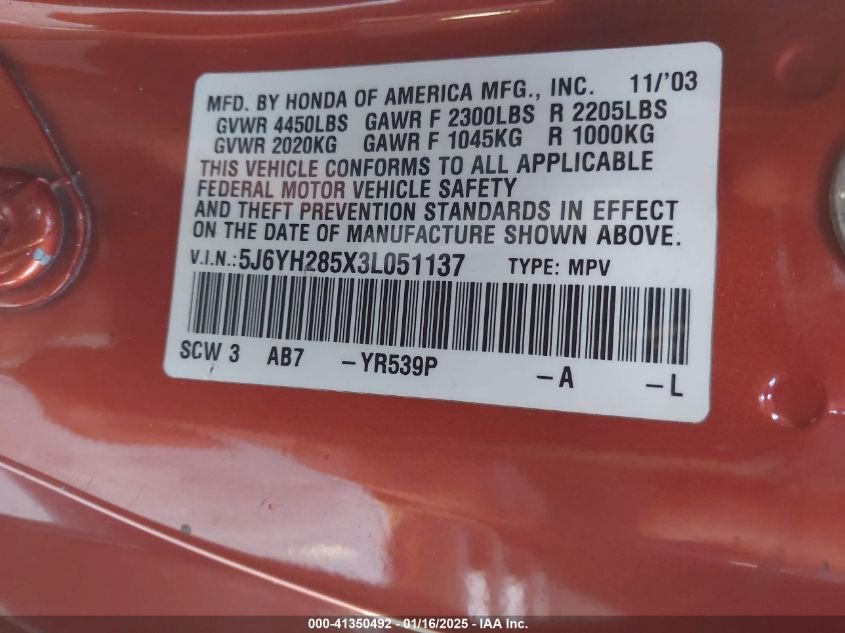 MFD. BY HONDA OF AMERICA MFG., INC. 11/'03
GVWR 4450LBS GAWR F 2300LBS R 2205LBS
GVWR 2020KG GAWR F 1045KG R 1000KG
THIS VEHICLE CONFORMS TO ALL APPLICABLE
FEDERAL MOTOR VEHICLE SAFETY
AND THEFT PREVENTION STANDARDS IN EFFECT
ON THE DATE OF MANUFACTURE SHOWN ABOVE.
V.I.N.:5J6YH285X3L051137 TYPE: MPV
SCW 3 AB7 –YR539P –A –L
000-41350492 - 01/16/2025 - IAA Inc.